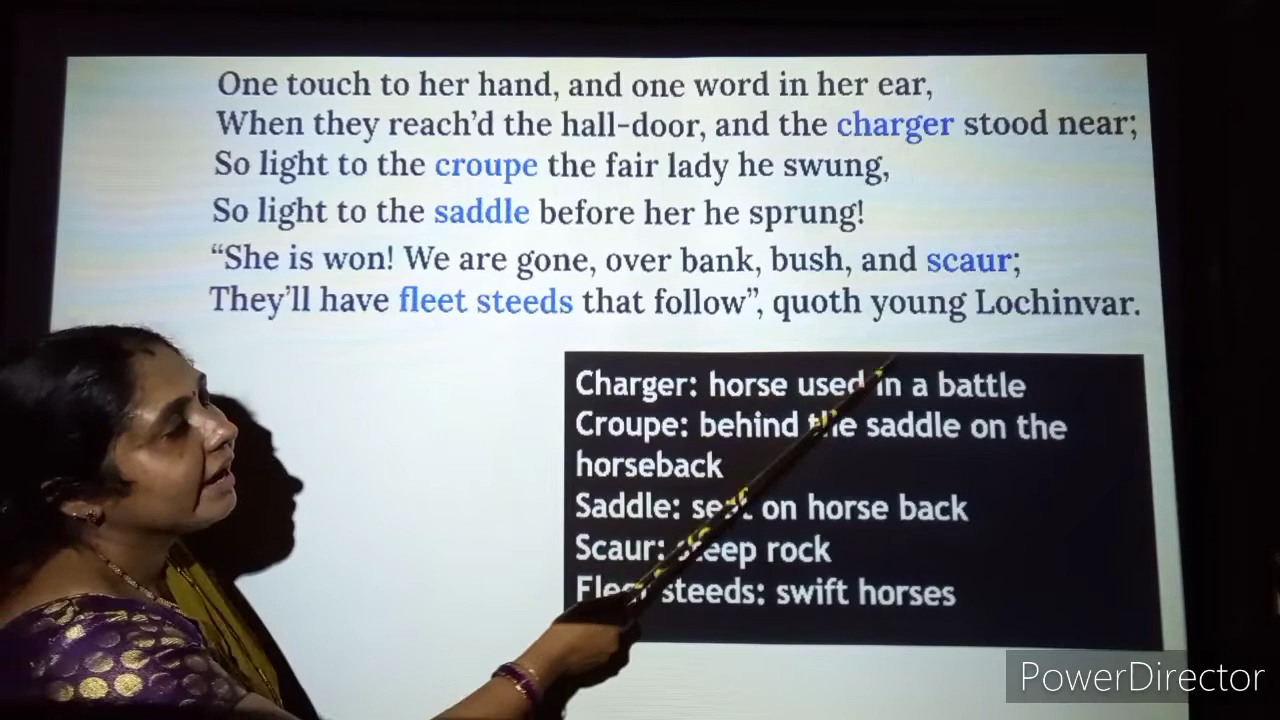 One touch to her hand, and one word in her ear,
When they reach’d the hall-door, and the charger stood near;
So light to the croupe the fair lady he swung,
So light to the saddle before her he sprung!
“She is won! We are gone, over bank, bush, and scaur;
They’ll have fleet steeds that follow”, quoth young Lochinvar.
Charger: horse used in a battle
Croupe: behind the saddle on the
horseback
Saddle: seat on horse back
Scaur: steep rock
Fleet steeds: swift horses
PowerDirector